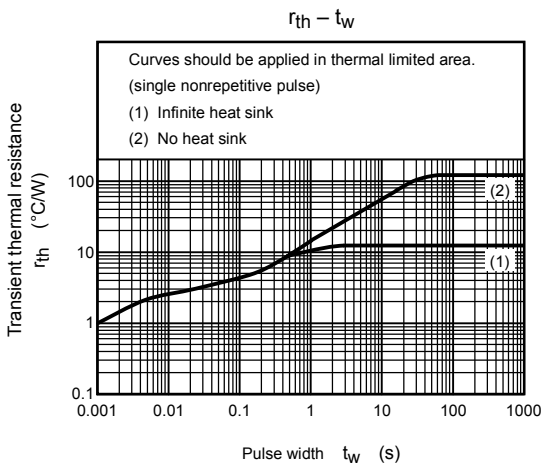 rth – tw
Curves should be applied in thermal limited area.
(single nonrepetitive pulse)
(1) Infinite heat sink
(2) No heat sink
Transient thermal resistance
rth (°C/W)
100
10
1
0.1
(2)
(1)
0.001 0.01 0.1 1 10 100 1000
Pulse width tw (s)